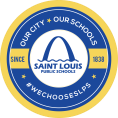 OUR CITY ★ OUR SCHOOLS
SINCE
1838
SAINT LOUIS
PUBLIC SCHOOLS
#WECHOOSESLPS